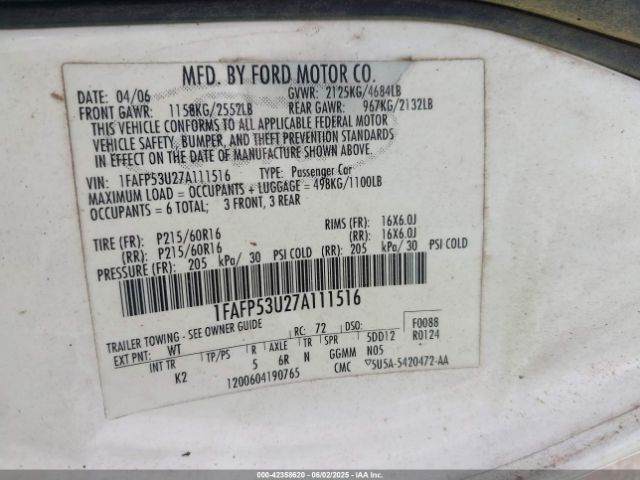 MFD. BY FORD MOTOR CO.
DATE: 04/06 GVWR: 2125KG/4684LB
FRONT GAWR: 1158KG/2552LB REAR GAWR: 967KG/2132LB
THIS VEHICLE CONFORMS TO ALL APPLICABLE FEDERAL MOTOR
VEHICLE SAFETY, BUMPER, AND THEFT PREVENTION STANDARDS
IN EFFECT ON THE DATE OF MANUFACTURE SHOWN ABOVE.
VIN: 1FAFP53U27A111516 TYPE: Passenger Car
MAXIMUM LOAD = OCCUPANTS + LUGGAGE = 498KG/1100LB
OCCUPANTS = 6 TOTAL; 3 FRONT, 3 REAR
TIRE (FR): P215/60R16 RIMS (FR): 16X6.0J
(RR): P215/60R16 (RR): 16X6.0J
PRESSURE (FR): 205 kPa/ 30 PSI COLD (RR): 205 kPa/ 30 PSI COLD
1FAFP53U27A111516
TRAILER TOWING - SEE OWNER GUIDE
RC: 72 DSO: F0088
EXT PNT: WT 5DD12 R0124
INT TR TP/PS R AXLE TR SPR
K2 5 6R N GGMM N05
1200604190765 CMC ▽5U5A-5420472-AA
000-42358620 - 06/02/2025 - IAAI.COM